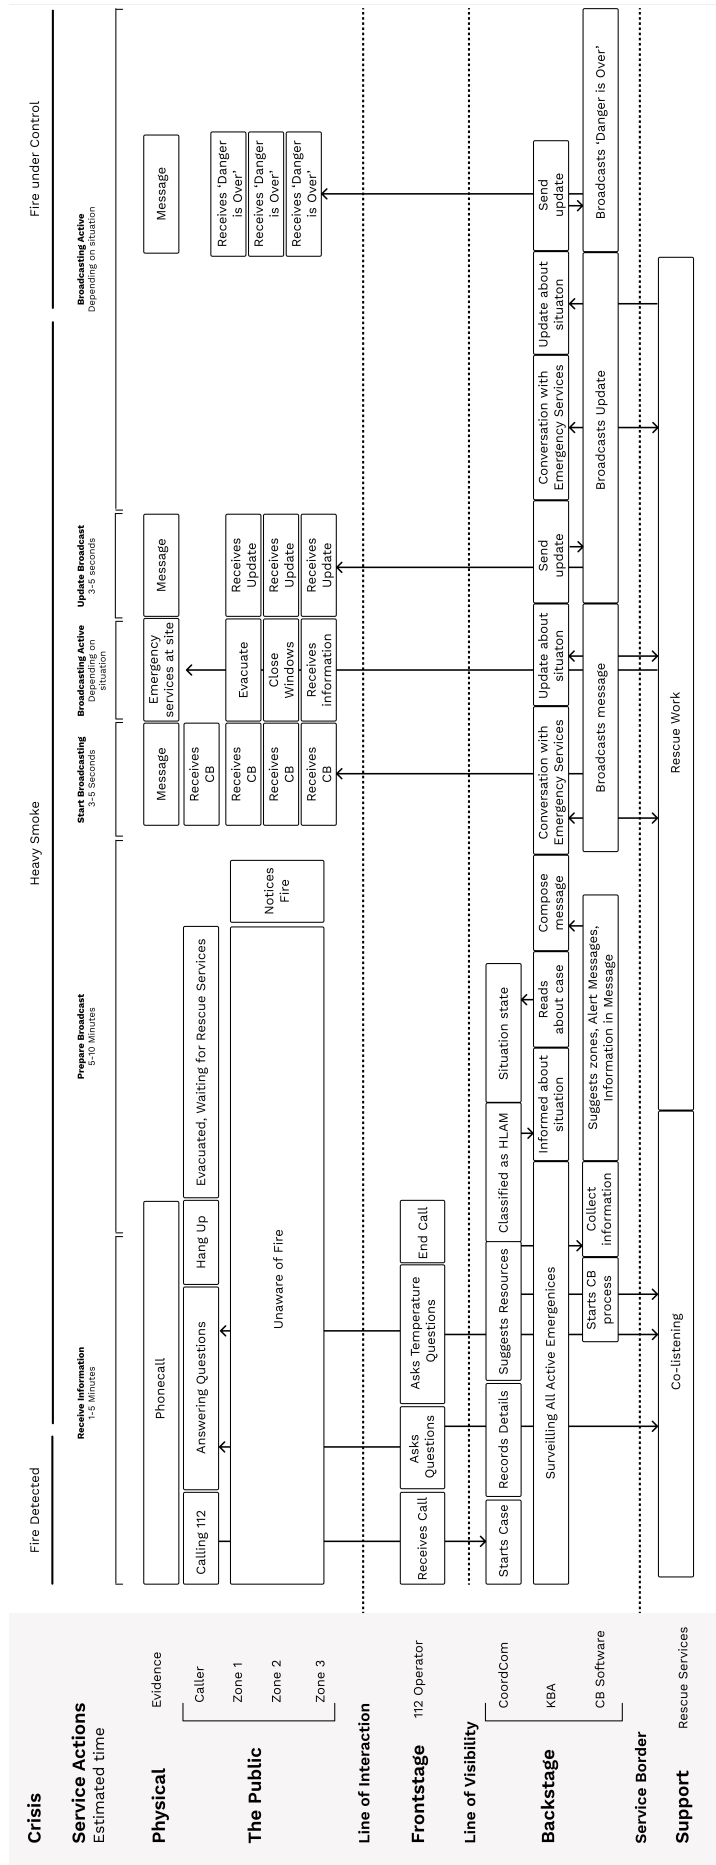 Crisis
Fire Detected
Heavy Smoke
Fire under Control
Service Actions
Estimated time
Receive Information
1-5 Minutes
Prepare Broadcast
5-10 Minutes
Start Broadcasting
3-5 Seconds
Broadcasting Active
Depending on
situation
Update Broadcast
3-5 seconds
Broadcasting Active
Depending on situation
Physical
Evidence
Phonecall
Message
Emergency
services at site
Message
Message
The Public
Caller
Calling 112
Answering Questions
Hang Up
Evacuated, Waiting for Rescue Services
Receives
CB
Zone 1
Zone 2
Zone 3
Unaware of Fire
Notices
Fire
Receives
CB
Evacuate
Receives
Update
Receives ‘Danger
is Over’
Receives
CB
Close
Windows
Receives
Update
Receives ‘Danger
is Over’
Receives
CB
Receives
information
Receives
Update
Receives ‘Danger
is Over’
Line of Interaction
Frontstage
112 Operator
Receives Call
Asks
Questions
Asks Temperature
Questions
End Call
Line of Visibility
Backstage
CoordCom
Starts Case
Records Details
Suggests Resources
Classified as HLAM
Situation state
KBA
Surveilling All Active Emergenices
Informed about
situation
Reads
about case
Compose
message
Conversation with
Emergency Services
Update about
situaton
Send
update
Conversation with
Emergency Services
Update about
situaton
Send
update
CB Software
Starts CB
process
Collect
information
Suggests zones, Alert Messages,
Information in Message
Broadcasts message
Broadcasts Update
Broadcasts ‘Danger is Over’
Service Border
Support
Rescue Services
Co-listening
Rescue Work